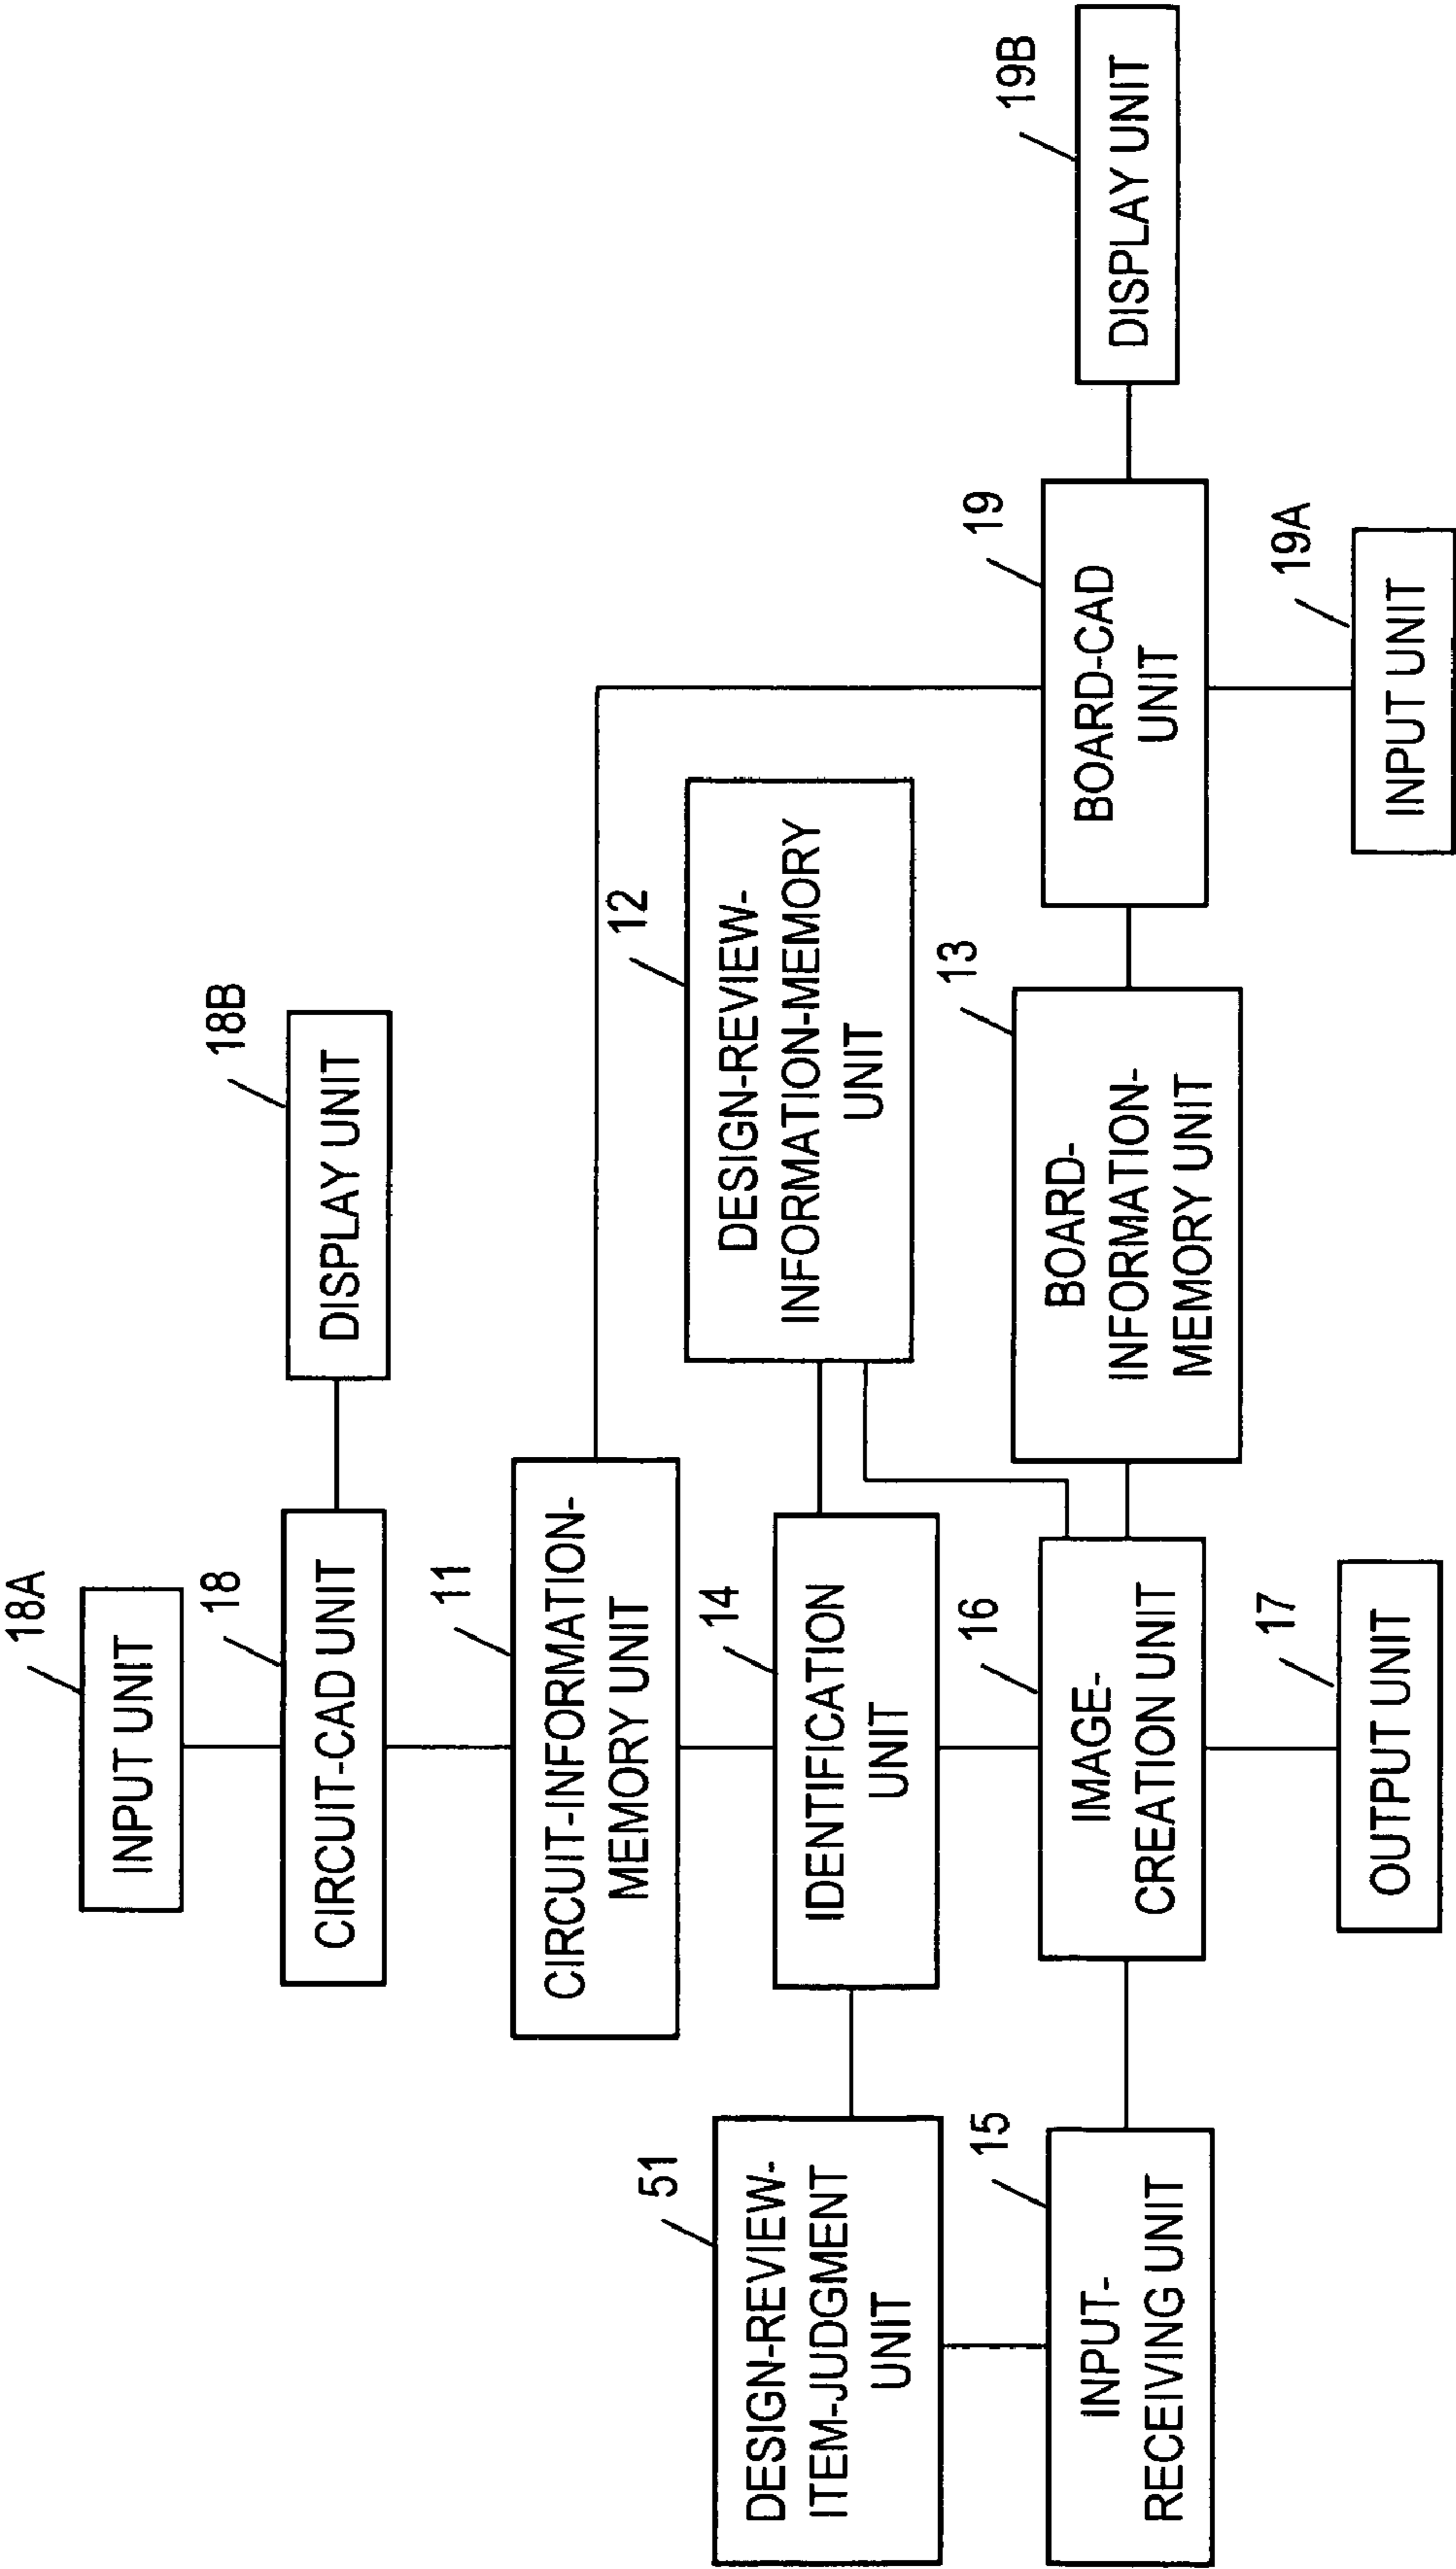 18A
INPUT UNIT
18
CIRCUIT-CAD UNIT
18B
DISPLAY UNIT
11
CIRCUIT-INFORMATION-
MEMORY UNIT
12
DESIGN-REVIEW-
INFORMATION-MEMORY
UNIT
51
DESIGN-REVIEW-
ITEM-JUDGMENT
UNIT
14
IDENTIFICATION
UNIT
15
INPUT-
RECEIVING UNIT
16
IMAGE-
CREATION UNIT
13
BOARD-
INFORMATION-
MEMORY UNIT
19
BOARD-CAD
UNIT
19B
DISPLAY UNIT
17
OUTPUT UNIT
19A
INPUT UNIT